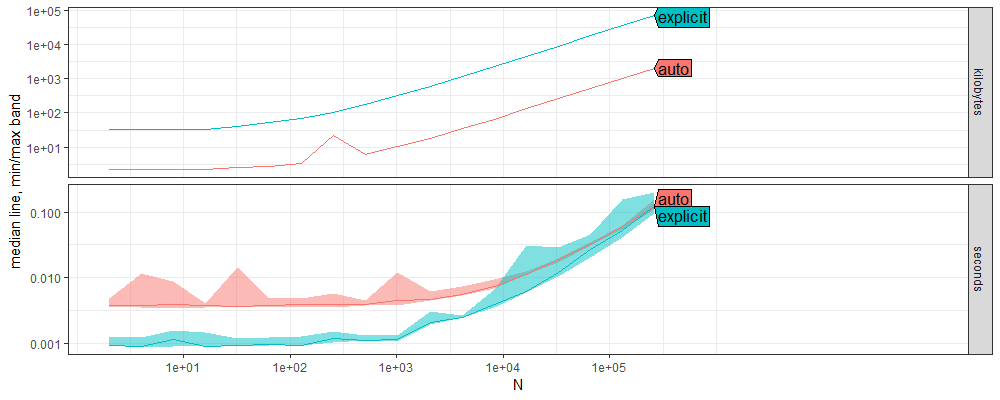 1e+05
1e+04
1e+03
1e+02
1e+01
explicit
auto
kilobytes
median line, min/max band
0.100
0.010
0.001
auto
explicit
seconds
1e+01
1e+02
1e+03
1e+04
1e+05
N